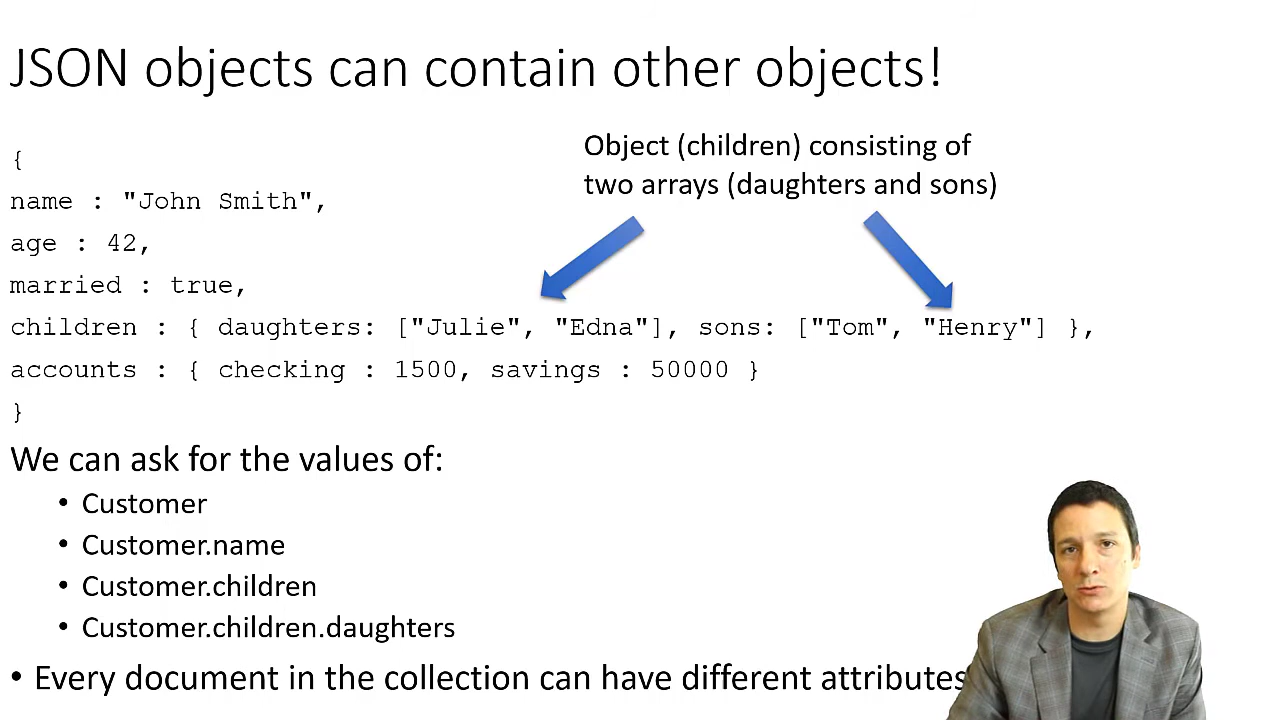 JSON objects can contain other objects!
Object (children) consisting of
two arrays (daughters and sons)
{
name : "John Smith",
age : 42,
married : true,
children : { daughters: ["Julie", "Edna"], sons: ["Tom", "Henry"] },
accounts : { checking : 1500, savings : 50000 }
}
We can ask for the values of:
• Customer
• Customer.name
• Customer.children
• Customer.children.daughters
• Every document in the collection can have different attributes